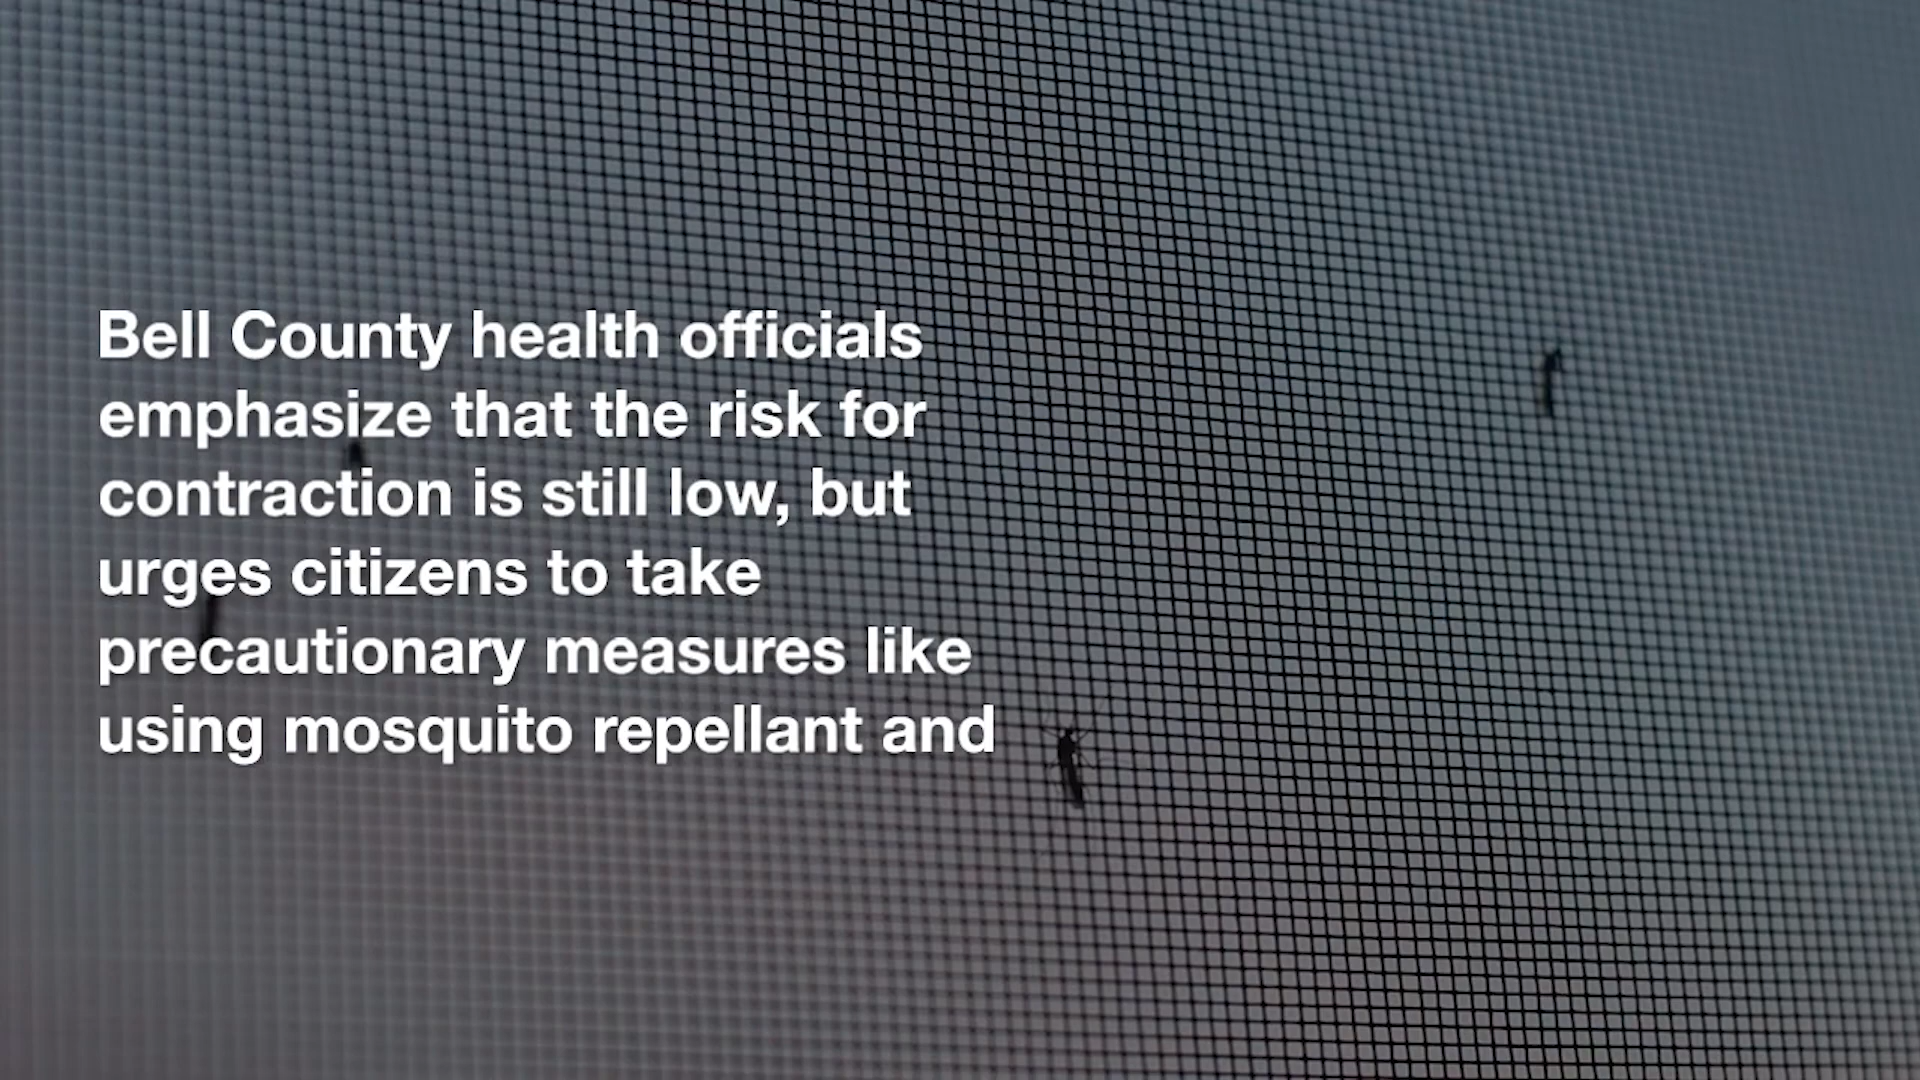 Bell County health officials
emphasize that the risk for
contraction is still low, but
urges citizens to take
precautionary measures like
using mosquito repellant and